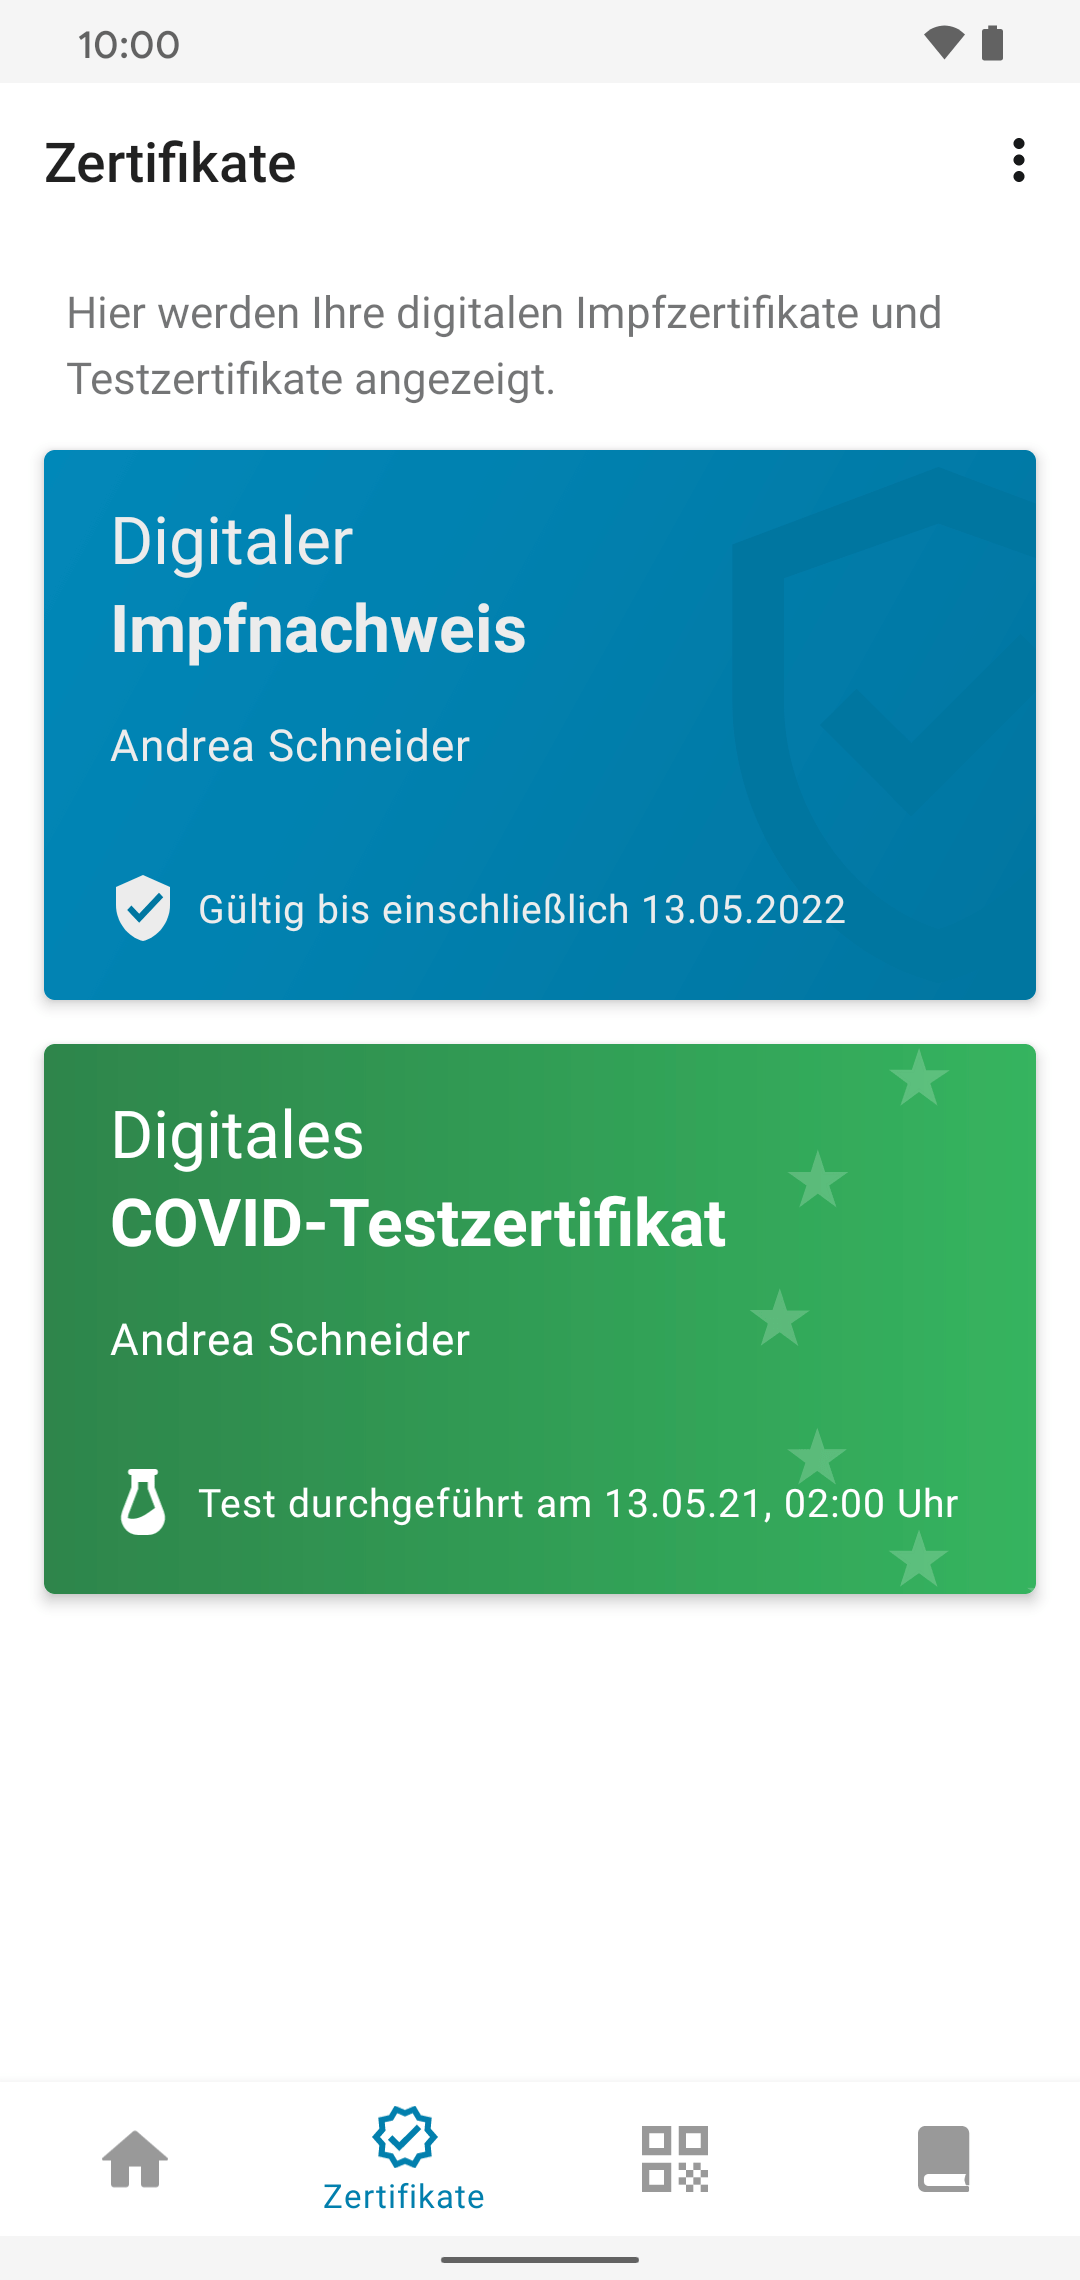 10:00
Zertifikate
Hier werden Ihre digitalen Impfzertifikate und
Testzertifikate angezeigt.
Digitaler
Impfnachweis
Andrea Schneider
Gültig bis einschließlich 13.05.2022
Digitales
COVID-Testzertifikat
Andrea Schneider
Test durchgeführt am 13.05.21, 02:00 Uhr
Zertifikate